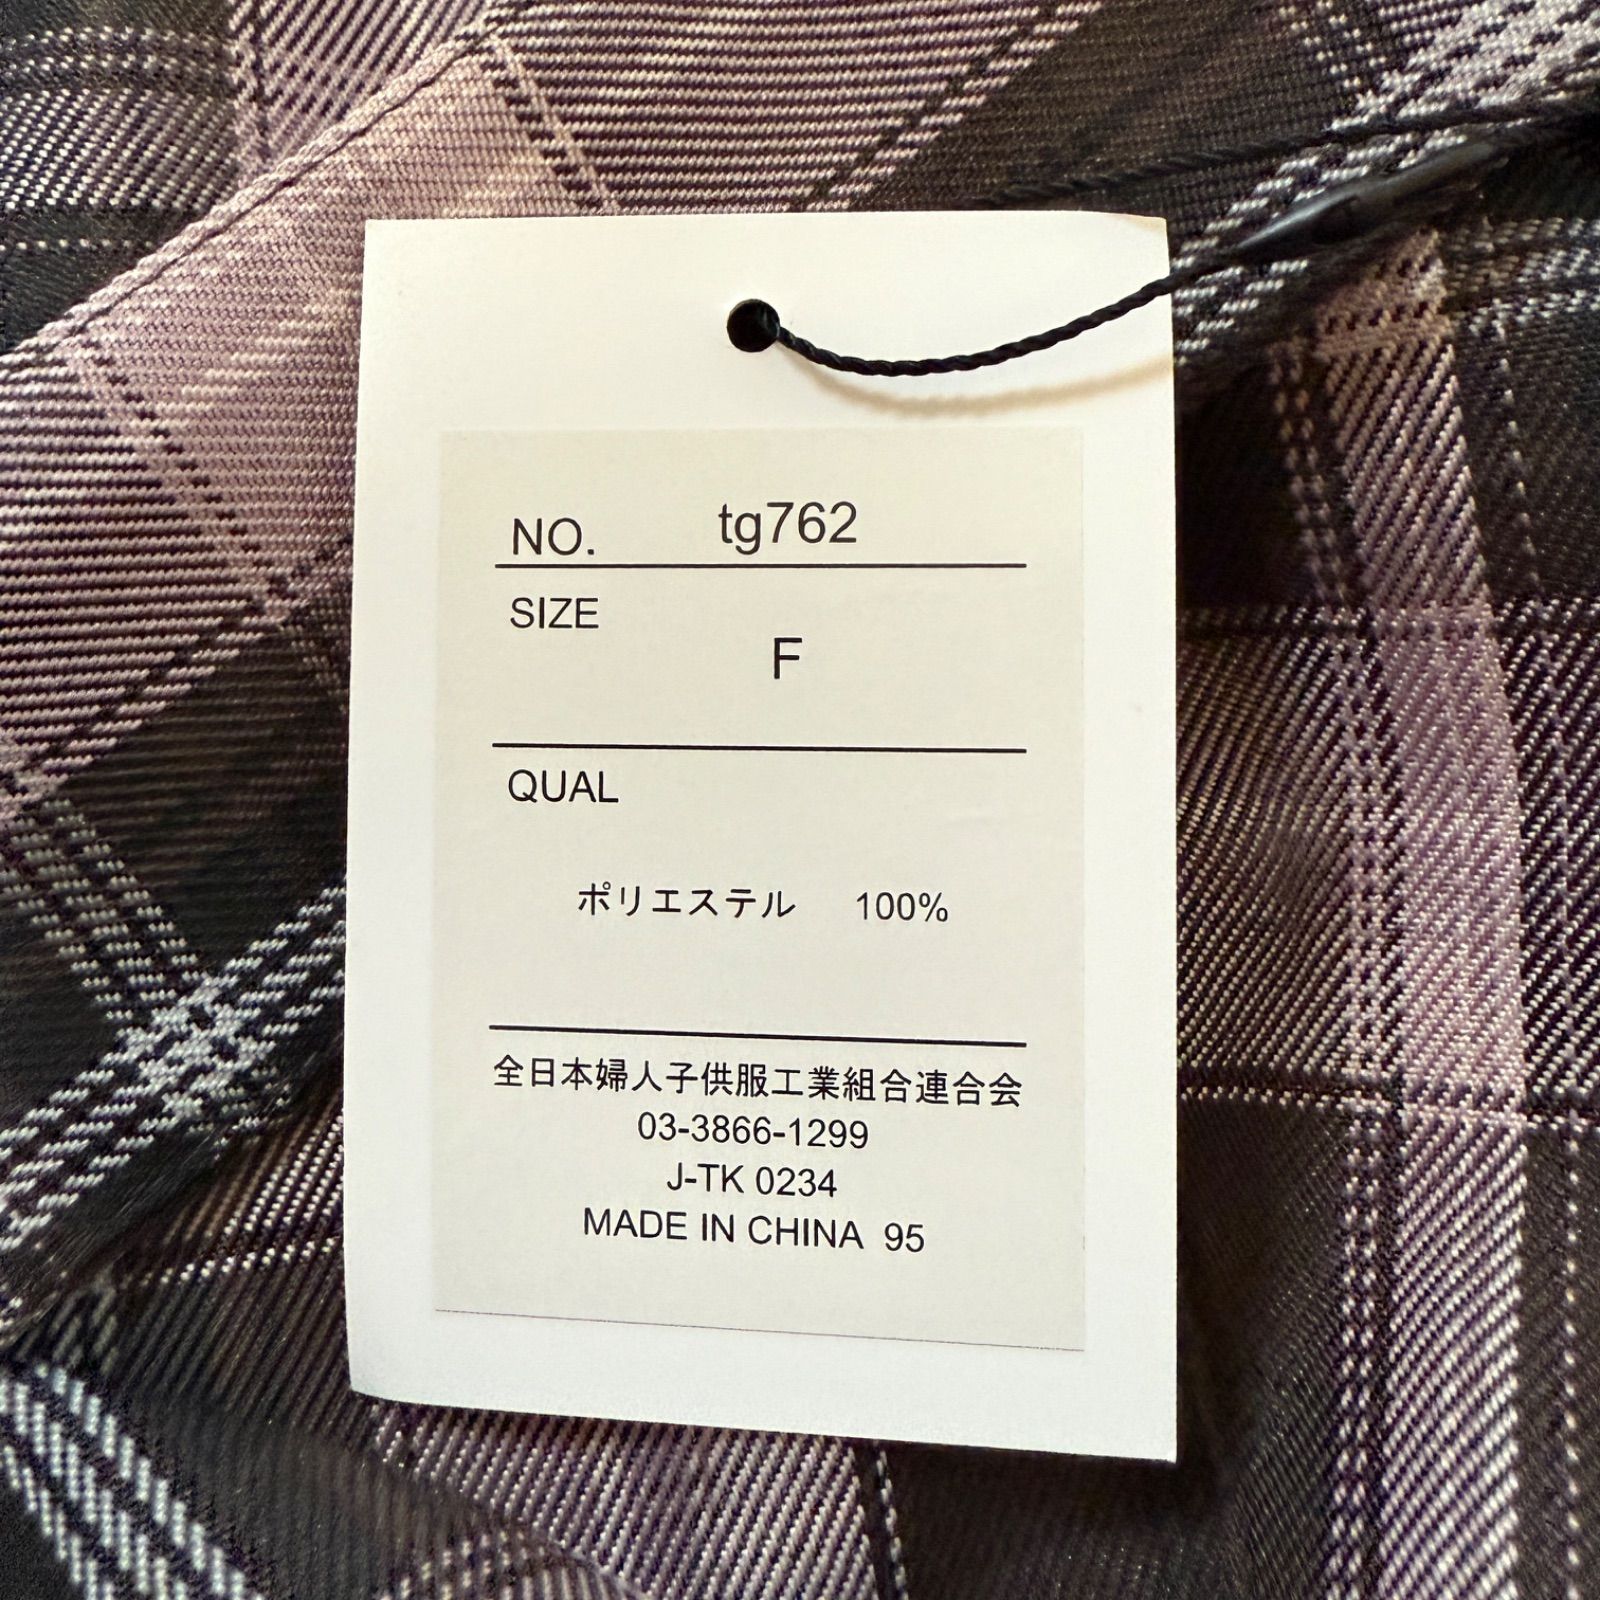 NO. tg762
SIZE
F
QUAL
ポリエステル 100%
全日本婦人子供服工業組合連合会
03-3866-1299
J-TK 0234
MADE IN CHINA 95